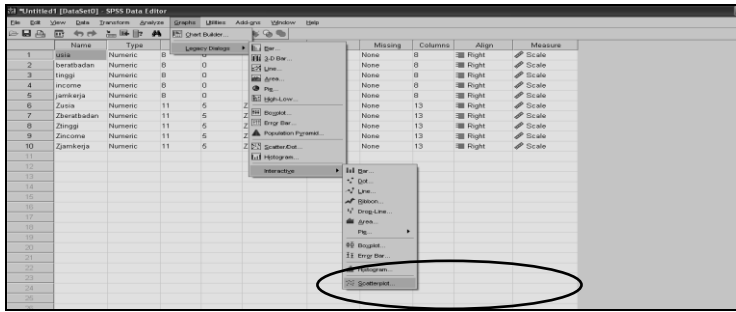 *Untitled1 [DataSet0] - SPSS Data Editor
File Edit View Data Transform Analyze Graphs Utilities Add-ons Window Help
Chart Builder...
Name Type Missing Columns Align Measure
Legacy Dialogs
1 usia Numeric 8 0 None 8 Right Scale
2 beratbadan Numeric 8 0 None 8 Right Scale
3 tinggi Numeric 8 0 None 8 Right Scale
4 income Numeric 8 0 None 8 Right Scale
5 jamkerja Numeric 8 0 None 8 Right Scale
6 Zusia Numeric 11 5 Z None 13 Right Scale
7 Zberatbadan Numeric 11 5 Z None 13 Right Scale
8 Ztinggi Numeric 11 5 Z None 13 Right Scale
9 Zincome Numeric 11 5 Z None 13 Right Scale
10 Zjamkerja Numeric 11 5 Z None 13 Right Scale
Bar...
3-D Bar...
Line...
Area...
Pie...
High-Low...
Boxplot...
Error Bar...
Population Pyramid...
Scatter/Dot...
Histogram...
Interactive
Bar...
Dot...
Line...
Ribbon...
Drop-Line...
Area...
Pie
Boxplot...
Error Bar...
Histogram...
Scatterplot...
11
12
13
14
15
16
17
18
19
20
21
22
23
24
25